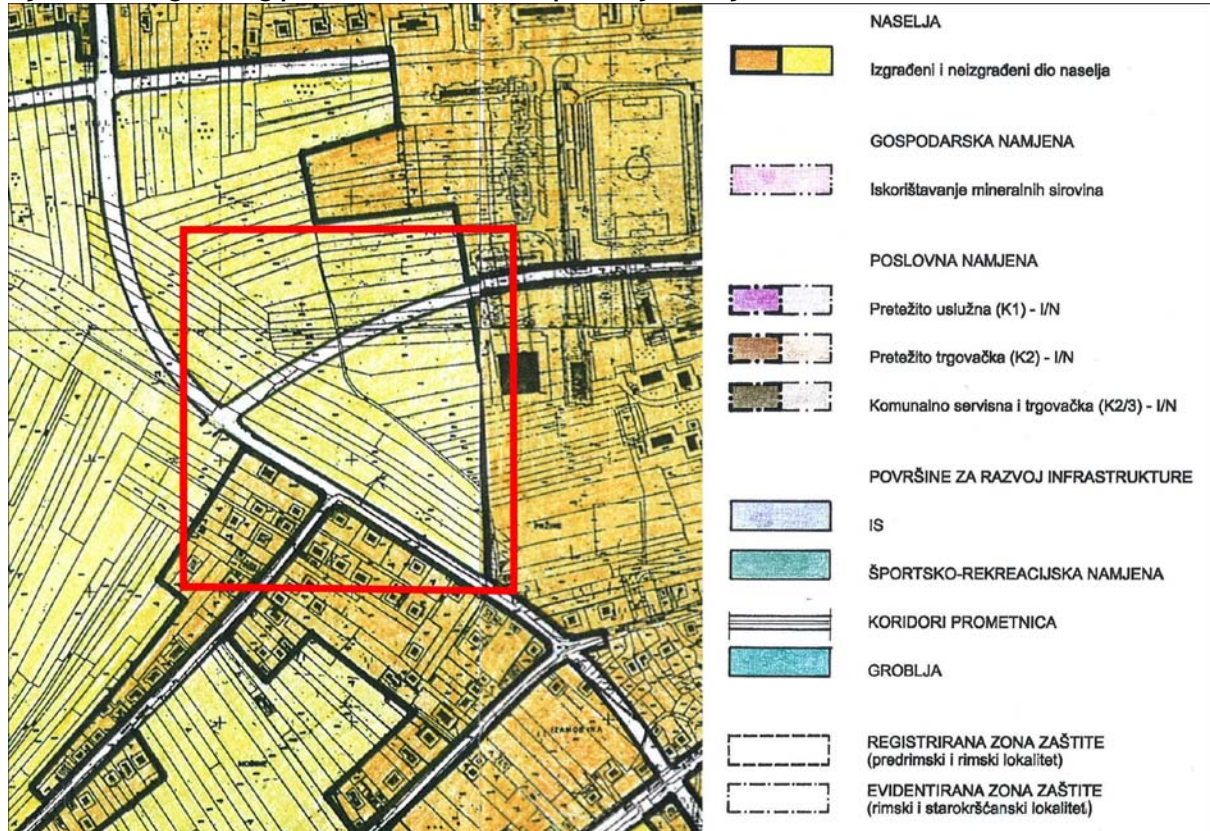 NASELJA
Izgrađeni i neizgrađeni dio naselja
GOSPODARSKA NAMJENA
Iskorištavanje mineralnih sirovina
POSLOVNA NAMJENA
Pretežito uslužna (K1) - I/N
Pretežito trgovačka (K2) - I/N
Komunalno servisna i trgovačka (K2/3) - I/N
POVRŠINE ZA RAZVOJ INFRASTRUKTURE
IS
ŠPORTSKO-REKREACIJSKA NAMJENA
KORIDORI PROMETNICA
GROBLJA
REGISTRIRANA ZONA ZAŠTITE
(predrimski i rimski lokalitet)
EVIDENTIRANA ZONA ZAŠTITE
(rimski i starokršćanski lokalitet)